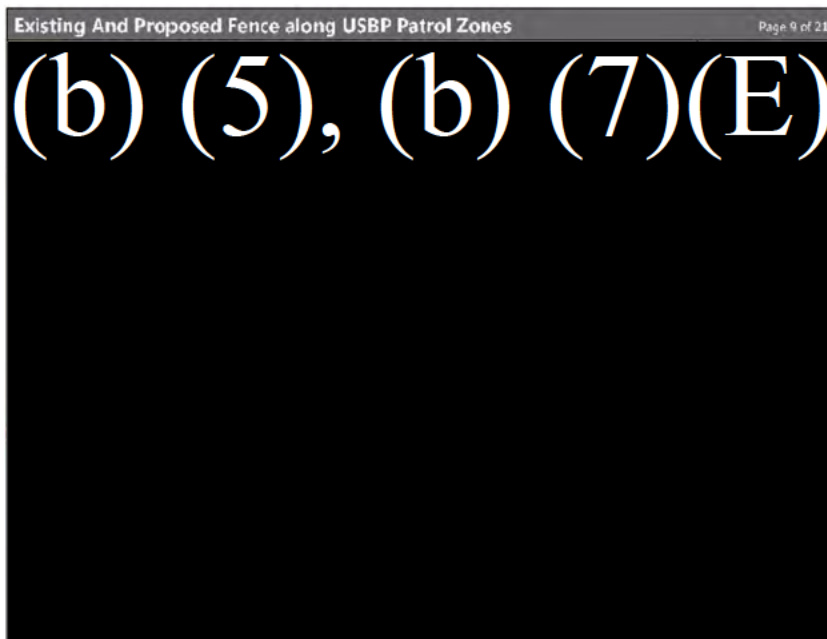 Existing And Proposed Fence along USBP Patrol Zones Page 9 of 21
(b) (5), (b) (7)(E)